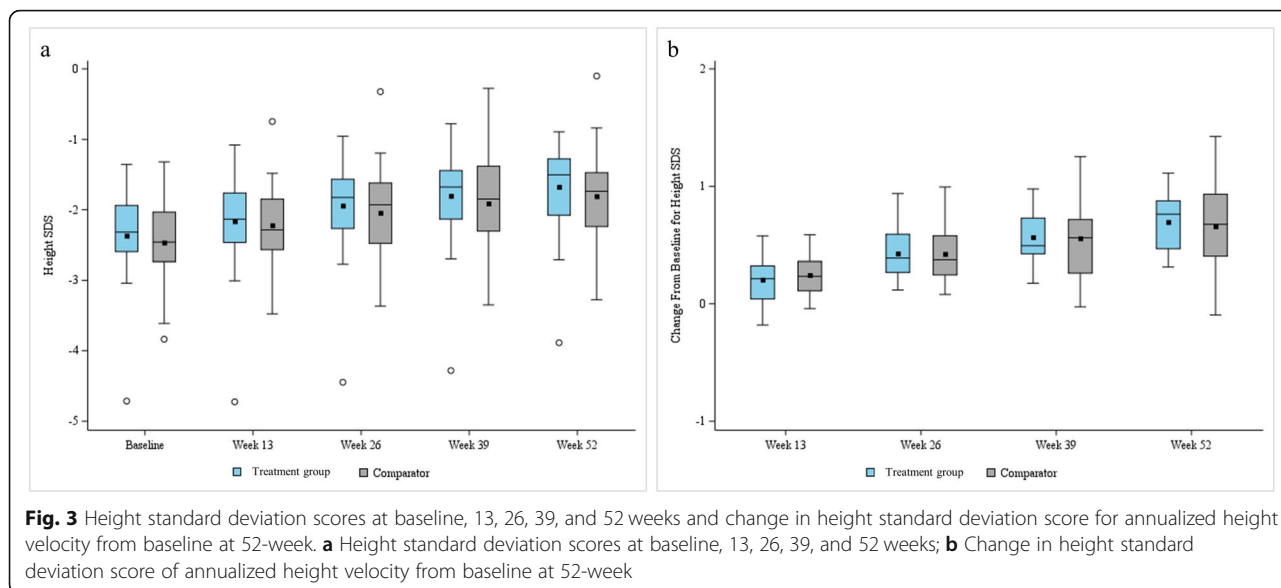 a
0
-1
-2
-3
-4
-5
Height SDS
Baseline Week 13 Week 26 Week 39 Week 52
Treatment group Comparator
b
2
1
0
-1
Change From Baseline for Height SDS
Week 13 Week 26 Week 39 Week 52
Treatment group Comparator
Fig. 3 Height standard deviation scores at baseline, 13, 26, 39, and 52 weeks and change in height standard deviation score for annualized height
velocity from baseline at 52-week. a Height standard deviation scores at baseline, 13, 26, 39, and 52 weeks; b Change in height standard
deviation score of annualized height velocity from baseline at 52-week